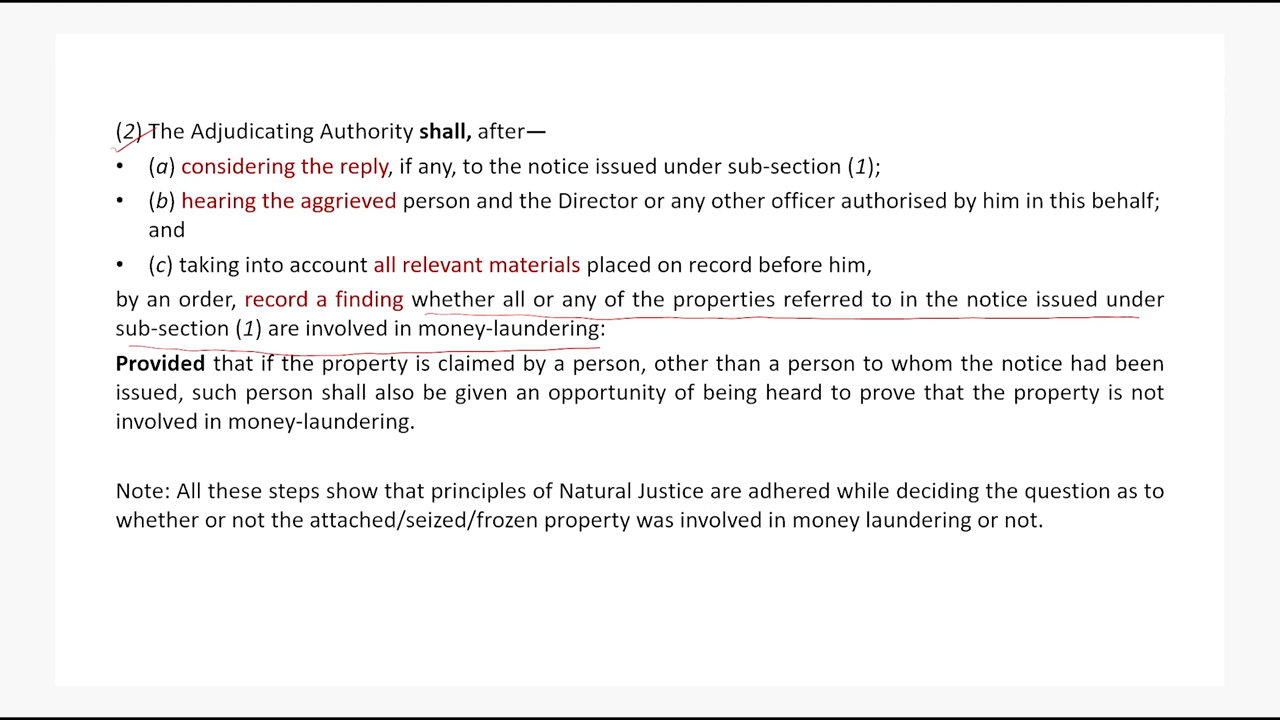 (2) The Adjudicating Authority shall, after—
• (a) considering the reply, if any, to the notice issued under sub-section (1);
• (b) hearing the aggrieved person and the Director or any other officer authorised by him in this behalf;
and
• (c) taking into account all relevant materials placed on record before him,
by an order, record a finding whether all or any of the properties referred to in the notice issued under
sub-section (1) are involved in money-laundering:
Provided that if the property is claimed by a person, other than a person to whom the notice had been
issued, such person shall also be given an opportunity of being heard to prove that the property is not
involved in money-laundering.
Note: All these steps show that principles of Natural Justice are adhered while deciding the question as to
whether or not the attached/seized/frozen property was involved in money laundering or not.